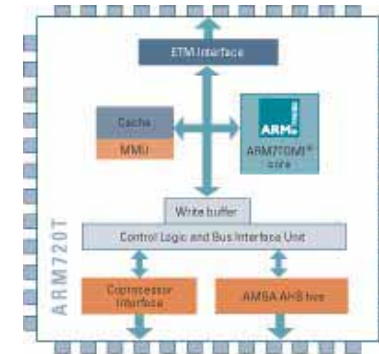 ETM Interface
Cache
MMU
ARM
ARM7TDMI®
core
Write buffer
Control Logic and Bus Interface Unit
Coprocessor
Interface
AMBA AHB bus
ARM720T